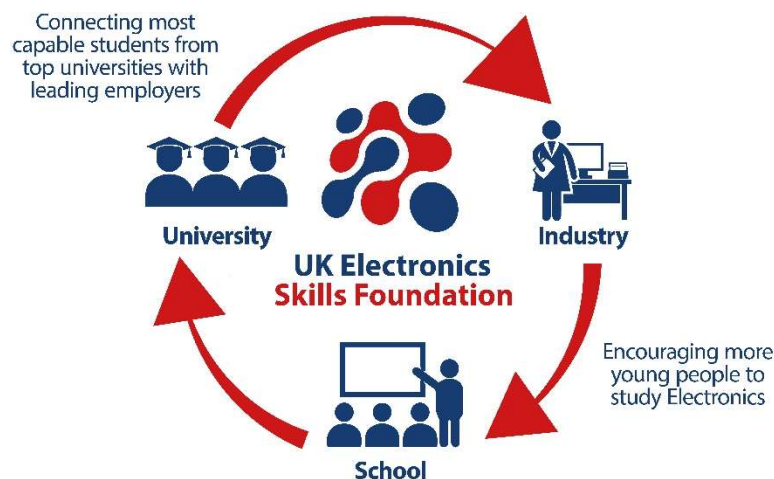 Connecting most
capable students from
top universities with
leading employers
University
Industry
UK Electronics
Skills Foundation
Encouraging more
young people to
study Electronics
School